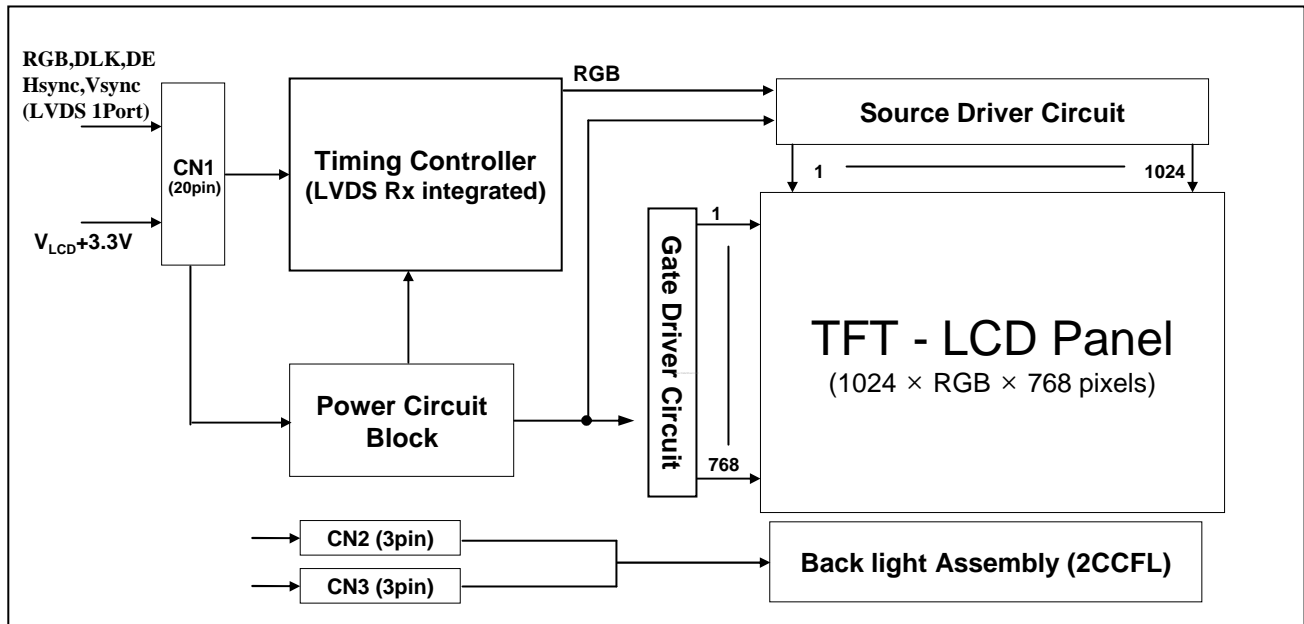 RGB,DLK,DE
Hsync,Vsync
(LVDS 1Port)
CN1
(20pin)
V_LCD+3.3V
Timing Controller
(LVDS Rx integrated)
RGB
Source Driver Circuit
1
1024
Gate Driver Circuit
1
768
TFT - LCD Panel
(1024 × RGB × 768 pixels)
Power Circuit
Block
CN2 (3pin)
CN3 (3pin)
Back light Assembly (2CCFL)